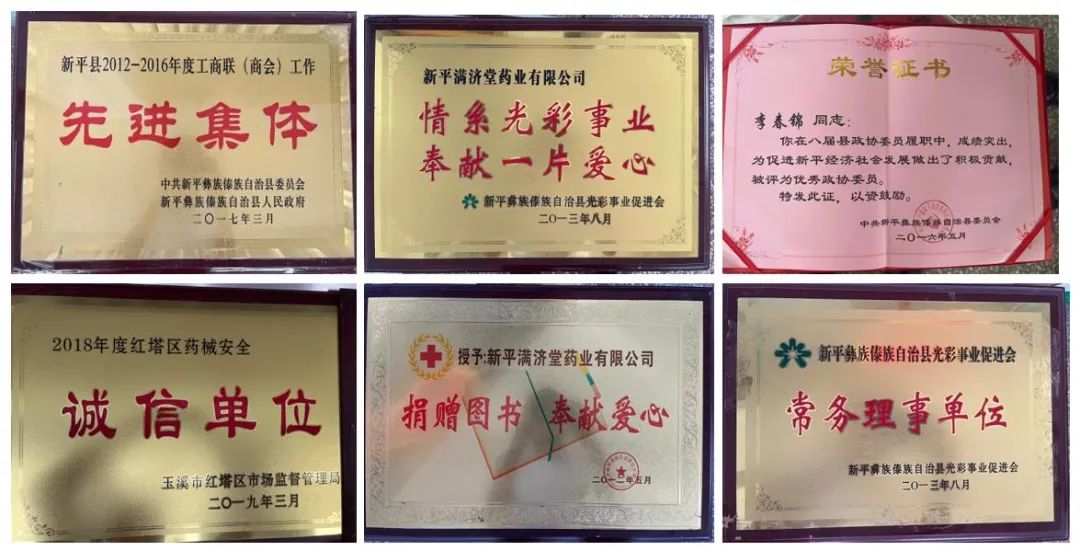 新平县2012-2016年度工商联（商会）工作
先进集体
中共新平彝族傣族自治县委员会
新平彝族傣族自治县人民政府
二〇一七年三月
新平满济堂药业有限公司
情系光彩事业
奉献一片爱心
新平彝族傣族自治县光彩事业促进会
二〇一三年八月
荣誉证书
李春锦 同志：
你在八届县政协委员履职中，成绩突出，
为促进新平经济社会发展做出了积极贡献，
被评为优秀政协委员。
特发此证，以资鼓励。
中共新平彝族傣族自治县委员会
二〇一六年五月
2018年度红塔区药械安全
诚信单位
玉溪市红塔区市场监督管理局
二〇一九年三月
授予:新平满济堂药业有限公司
捐赠图书 奉献爱心
二〇一二年五月
新平彝族傣族自治县光彩事业促进会
常务理事单位
新平彝族傣族自治县光彩事业促进会
二〇一三年八月